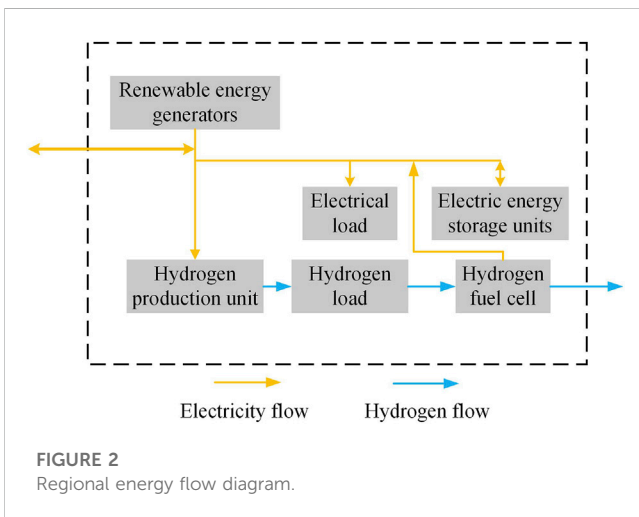 Renewable energy
generators
Electrical
load
Electric energy
storage units
Hydrogen
production unit
Hydrogen
load
Hydrogen
fuel cell
Electricity flow
Hydrogen flow
FIGURE 2
Regional energy flow diagram.